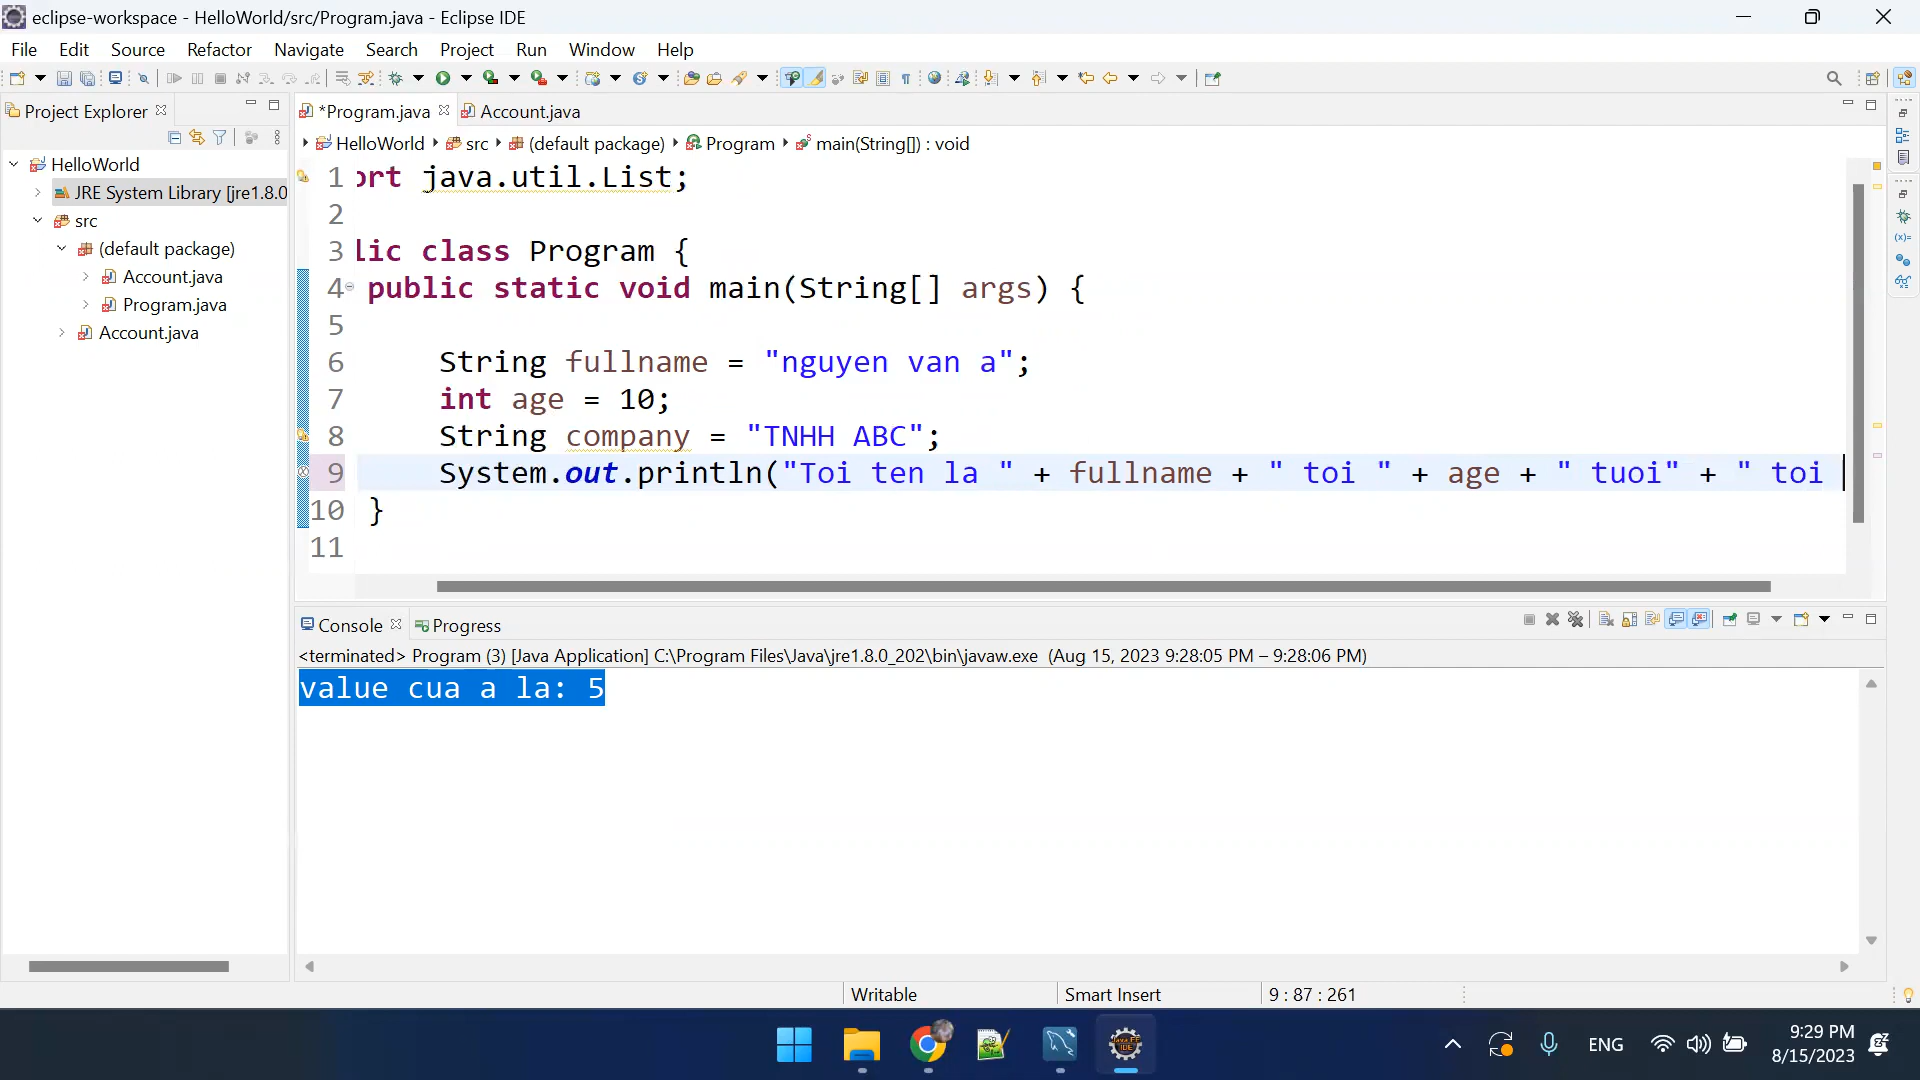 eclipse-workspace - HelloWorld/src/Program.java - Eclipse IDE
File Edit Source Refactor Navigate Search Project Run Window Help
Project Explorer
*Program.java Account.java
HelloWorld src (default package) Program main(String[]) : void
HelloWorld
JRE System Library [jre1.8.0
src
(default package)
Account.java
Program.java
Account.java
1 ort java.util.List;
2
3 lic class Program {
4 public static void main(String[] args) {
5
6 String fullname = "nguyen van a";
7 int age = 10;
8 String company = "TNHH ABC";
9 System.out.println("Toi ten la " + fullname + " toi " + age + " tuoi" + " toi
10 }
11
Console Progress
<terminated> Program (3) [Java Application] C:\Program Files\Java\jre1.8.0_202\bin\javaw.exe (Aug 15, 2023 9:28:05 PM – 9:28:06 PM)
value cua a la: 5
Writable Smart Insert 9 : 87 : 261
ENG
9:29 PM
8/15/2023